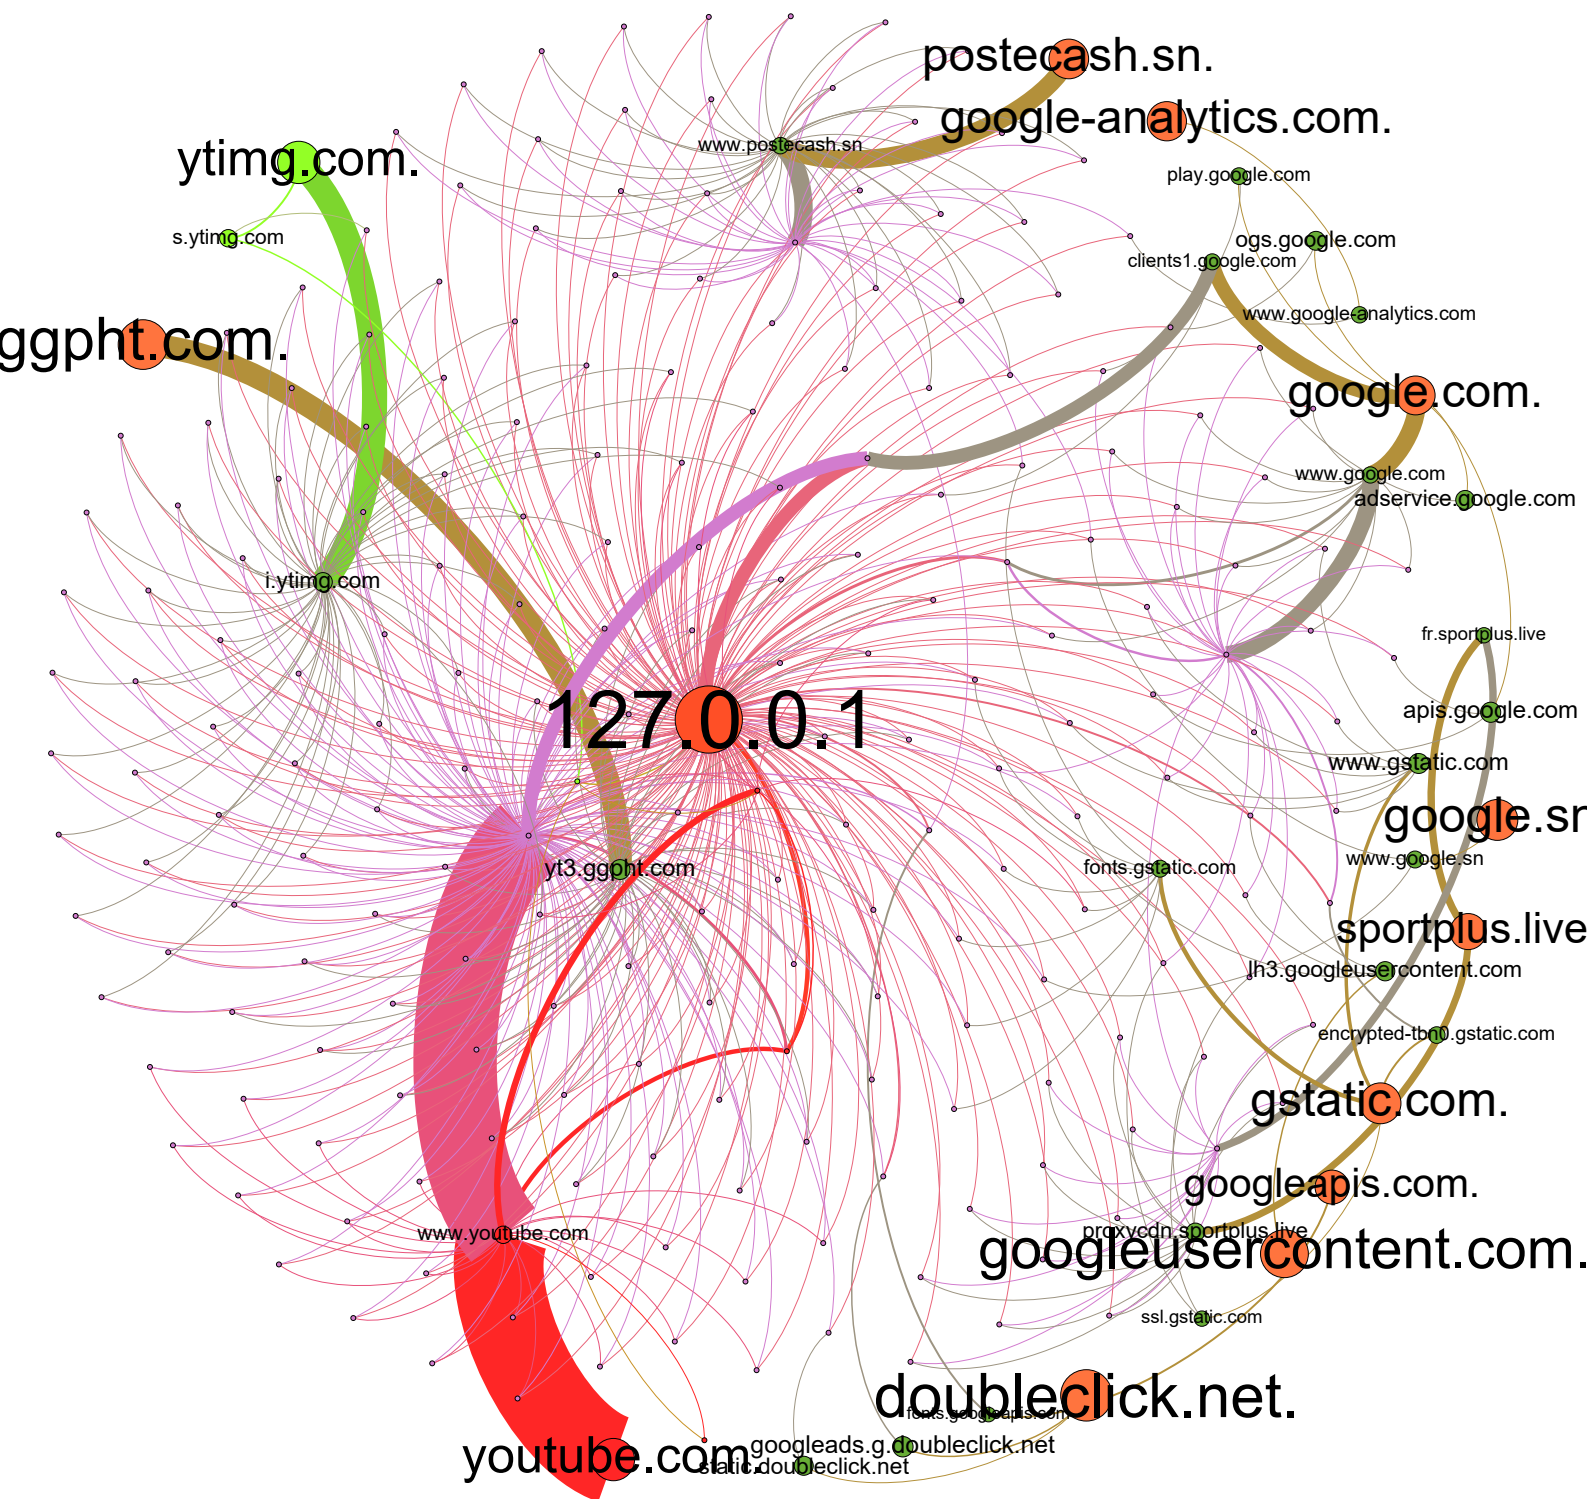 postecash.sn.
google-analytics.com.
www.postecash.sn
ytimg.com.
play.google.com
s.ytimg.com
ogs.google.com
clients1.google.com
www.google-analytics.com
ggpht.com.
google.com.
www.google.com
adservice.google.com
i.ytimg.com
fr.sportplus.live
127.0.0.1
apis.google.com
www.gstatic.com
google.sn
www.google.sn
yt3.ggpht.com
fonts.gstatic.com
sportplus.live
lh3.googleusercontent.com
encrypted-tbn0.gstatic.com
gstatic.com.
googleapis.com.
proxycdn.sportplus.live
www.youtube.com
googleusercontent.com.
ssl.gstatic.com
doubleclick.net.
fonts.googleapis.com
googleads.g.doubleclick.net
youtube.com.
static.doubleclick.net